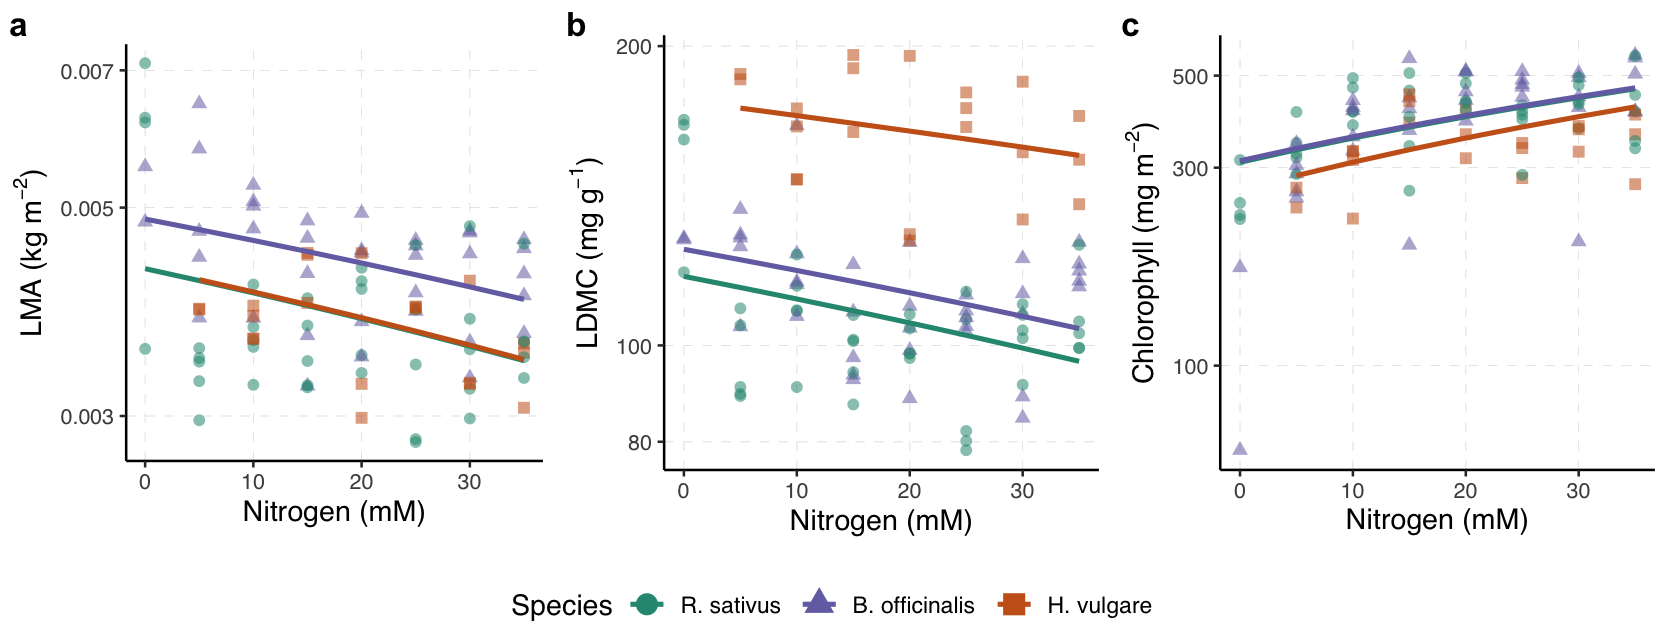 a
LMA (kg m−2)
0.007
0.005
0.003
0 10 20 30
Nitrogen (mM)
b
LDMC (mg g−1)
200
100
80
0 10 20 30
Nitrogen (mM)
c
Chlorophyll (mg m−2)
500
300
100
0 10 20 30
Nitrogen (mM)
Species R. sativus B. officinalis H. vulgare